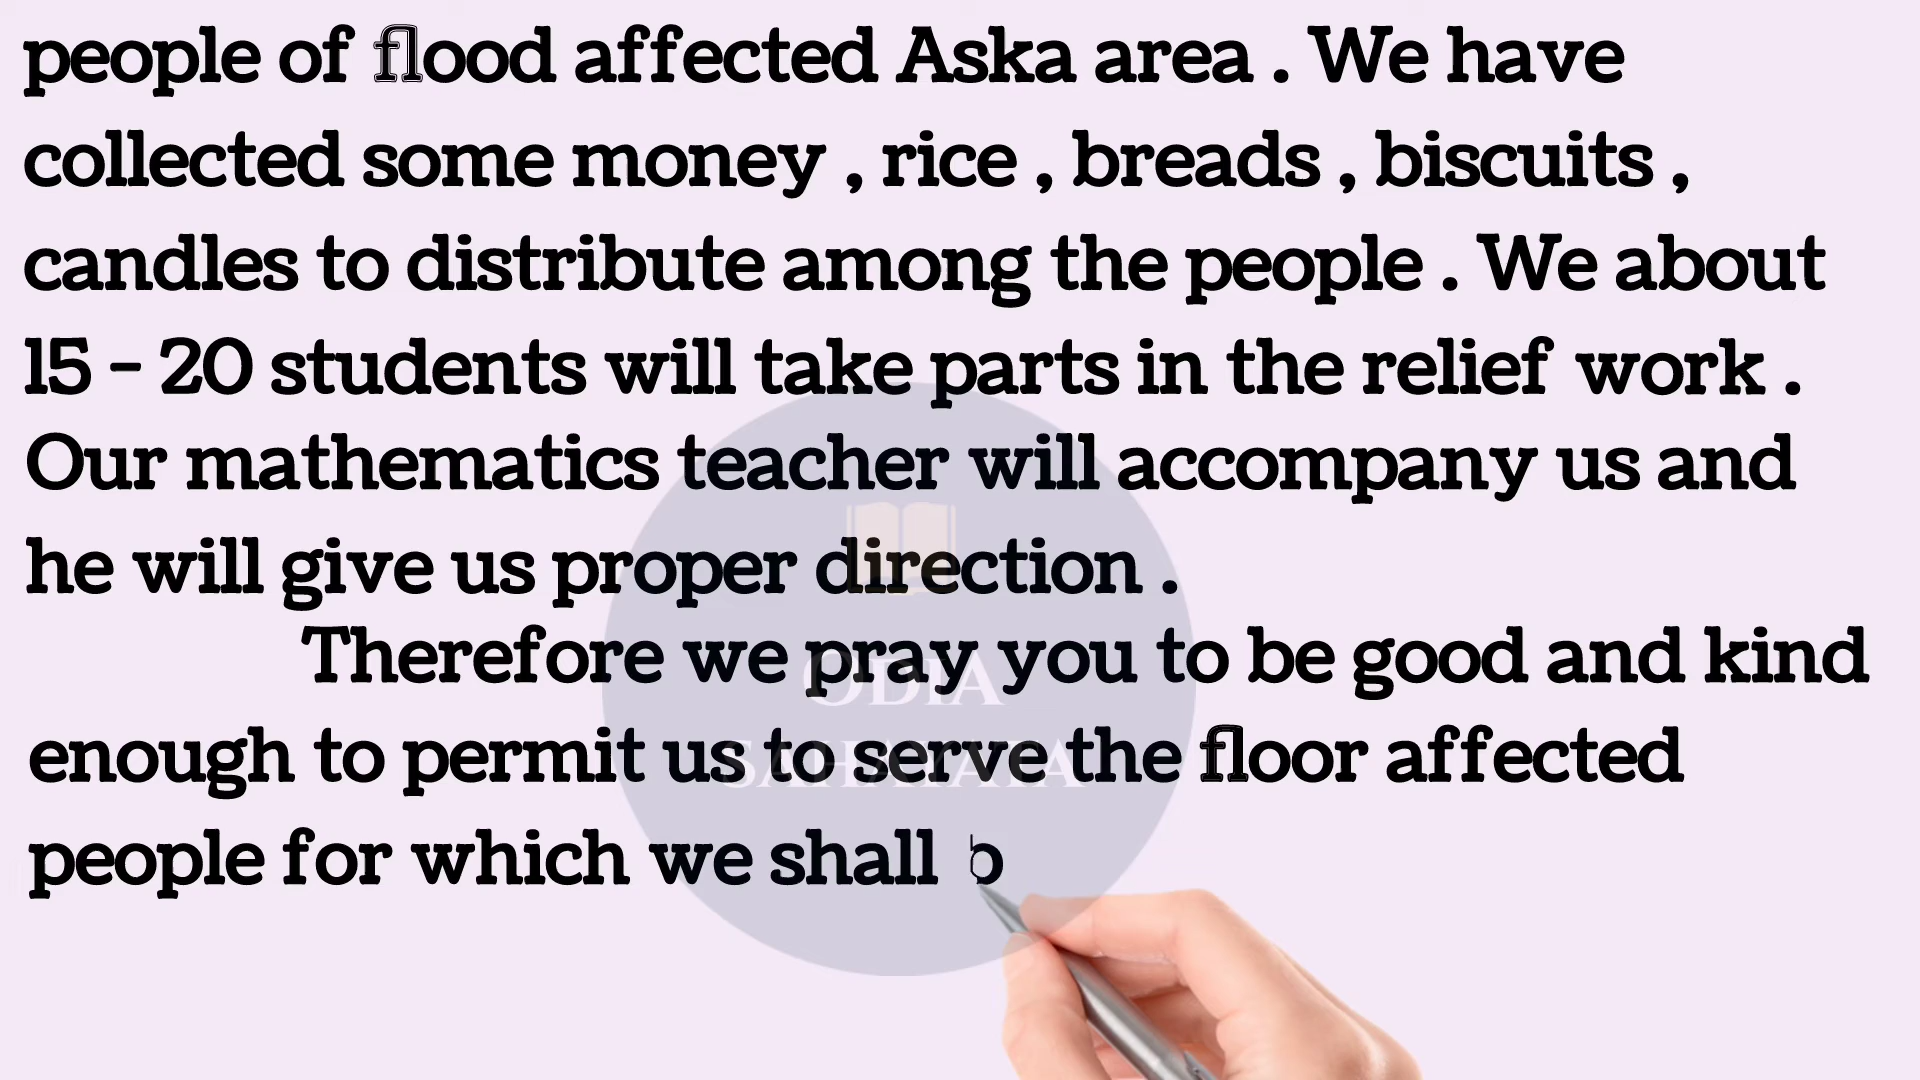 people of flood affected Aska area . We have
collected some money , rice , breads , biscuits ,
candles to distribute among the people . We about
15 - 20 students will take parts in the relief work .
Our mathematics teacher will accompany us and
he will give us proper direction .
Therefore we pray you to be good and kind
enough to permit us to serve the floor affected
people for which we shall b
ODIA
SAHAYATA